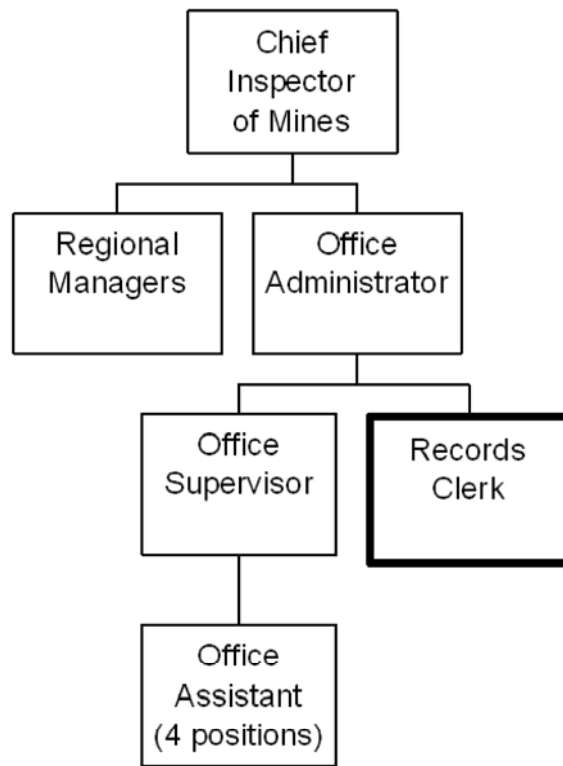 Chief
Inspector
of Mines
Regional
Managers
Office
Administrator
Office
Supervisor
Records
Clerk
Office
Assistant
(4 positions)